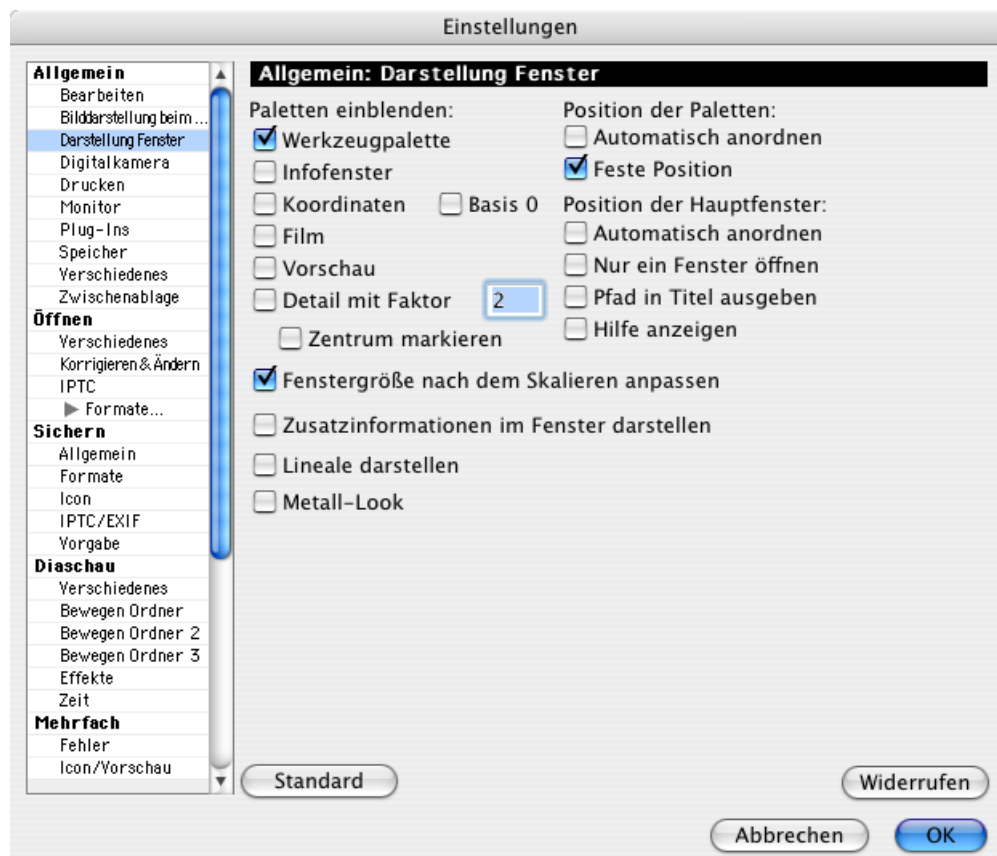 Einstellungen
Allgemein
Bearbeiten
Bilddarstellung beim ...
Darstellung Fenster
Digitalkamera
Drucken
Monitor
Plug-Ins
Speicher
Verschiedenes
Zwischenablage
Öffnen
Verschiedenes
Korrigieren & Ändern
IPTC
Formate...
Sichern
Allgemein
Formate
Icon
IPTC/EXIF
Vorgabe
Diaschau
Verschiedenes
Bewegen Ordner
Bewegen Ordner 2
Bewegen Ordner 3
Effekte
Zeit
Mehrfach
Fehler
Icon/Vorschau
Allgemein: Darstellung Fenster
Paletten einblenden:
Werkzeugpalette
Infofenster
Koordinaten Basis 0
Film
Vorschau
Detail mit Faktor 2
Zentrum markieren
Position der Paletten:
Automatisch anordnen
Feste Position
Position der Hauptfenster:
Automatisch anordnen
Nur ein Fenster öffnen
Pfad in Titel ausgeben
Hilfe anzeigen
Fenstergröße nach dem Skalieren anpassen
Zusatzinformationen im Fenster darstellen
Lineale darstellen
Metall-Look
Standard
Widerrufen
Abbrechen
OK